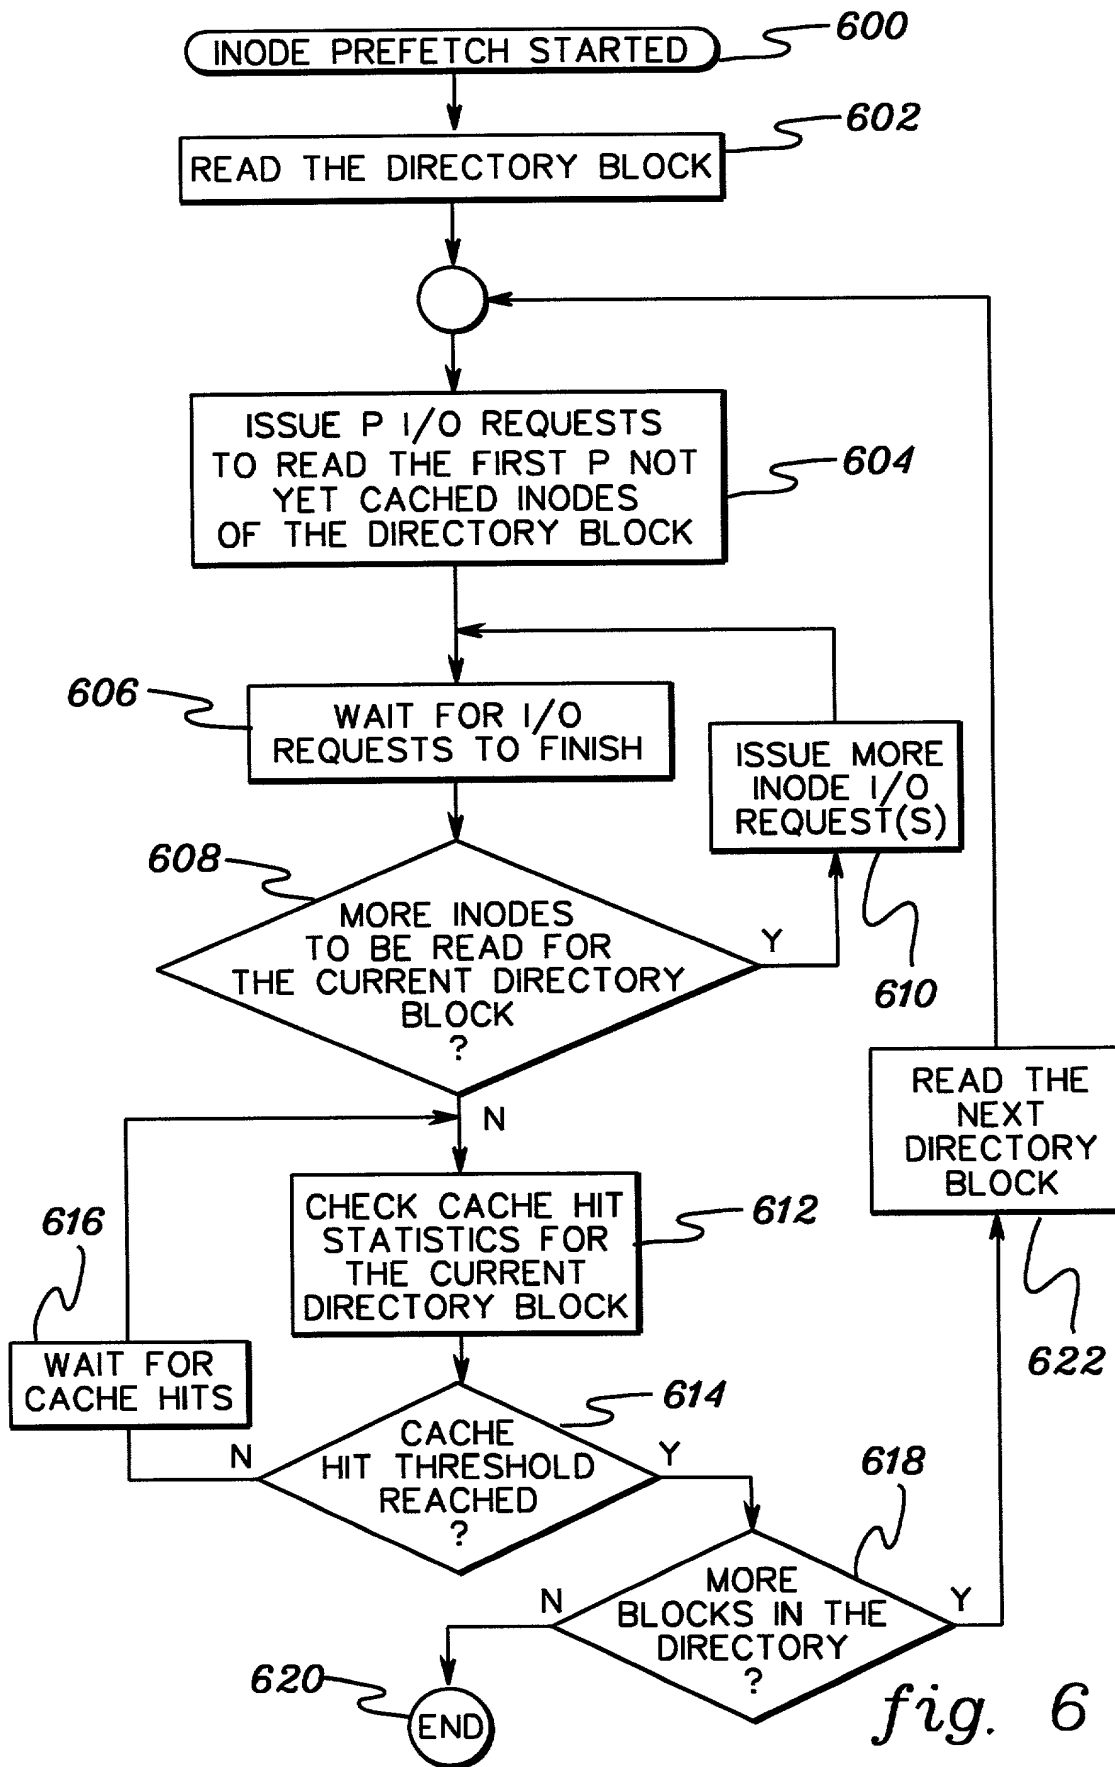 INODE PREFETCH STARTED
600
602
READ THE DIRECTORY BLOCK
ISSUE P I/O REQUESTS
TO READ THE FIRST P NOT
YET CACHED INODES
OF THE DIRECTORY BLOCK
604
606
WAIT FOR I/O
REQUESTS TO FINISH
ISSUE MORE
INODE I/O
REQUEST(S)
608
MORE INODES
TO BE READ FOR
THE CURRENT DIRECTORY
BLOCK
?
Y
610
N
READ THE
NEXT
DIRECTORY
BLOCK
CHECK CACHE HIT
STATISTICS FOR
THE CURRENT
DIRECTORY BLOCK
612
616
622
WAIT FOR
CACHE HITS
614
CACHE
HIT THRESHOLD
REACHED
?
N
Y
618
MORE
BLOCKS IN THE
DIRECTORY
?
N
Y
620
END
fig. 6